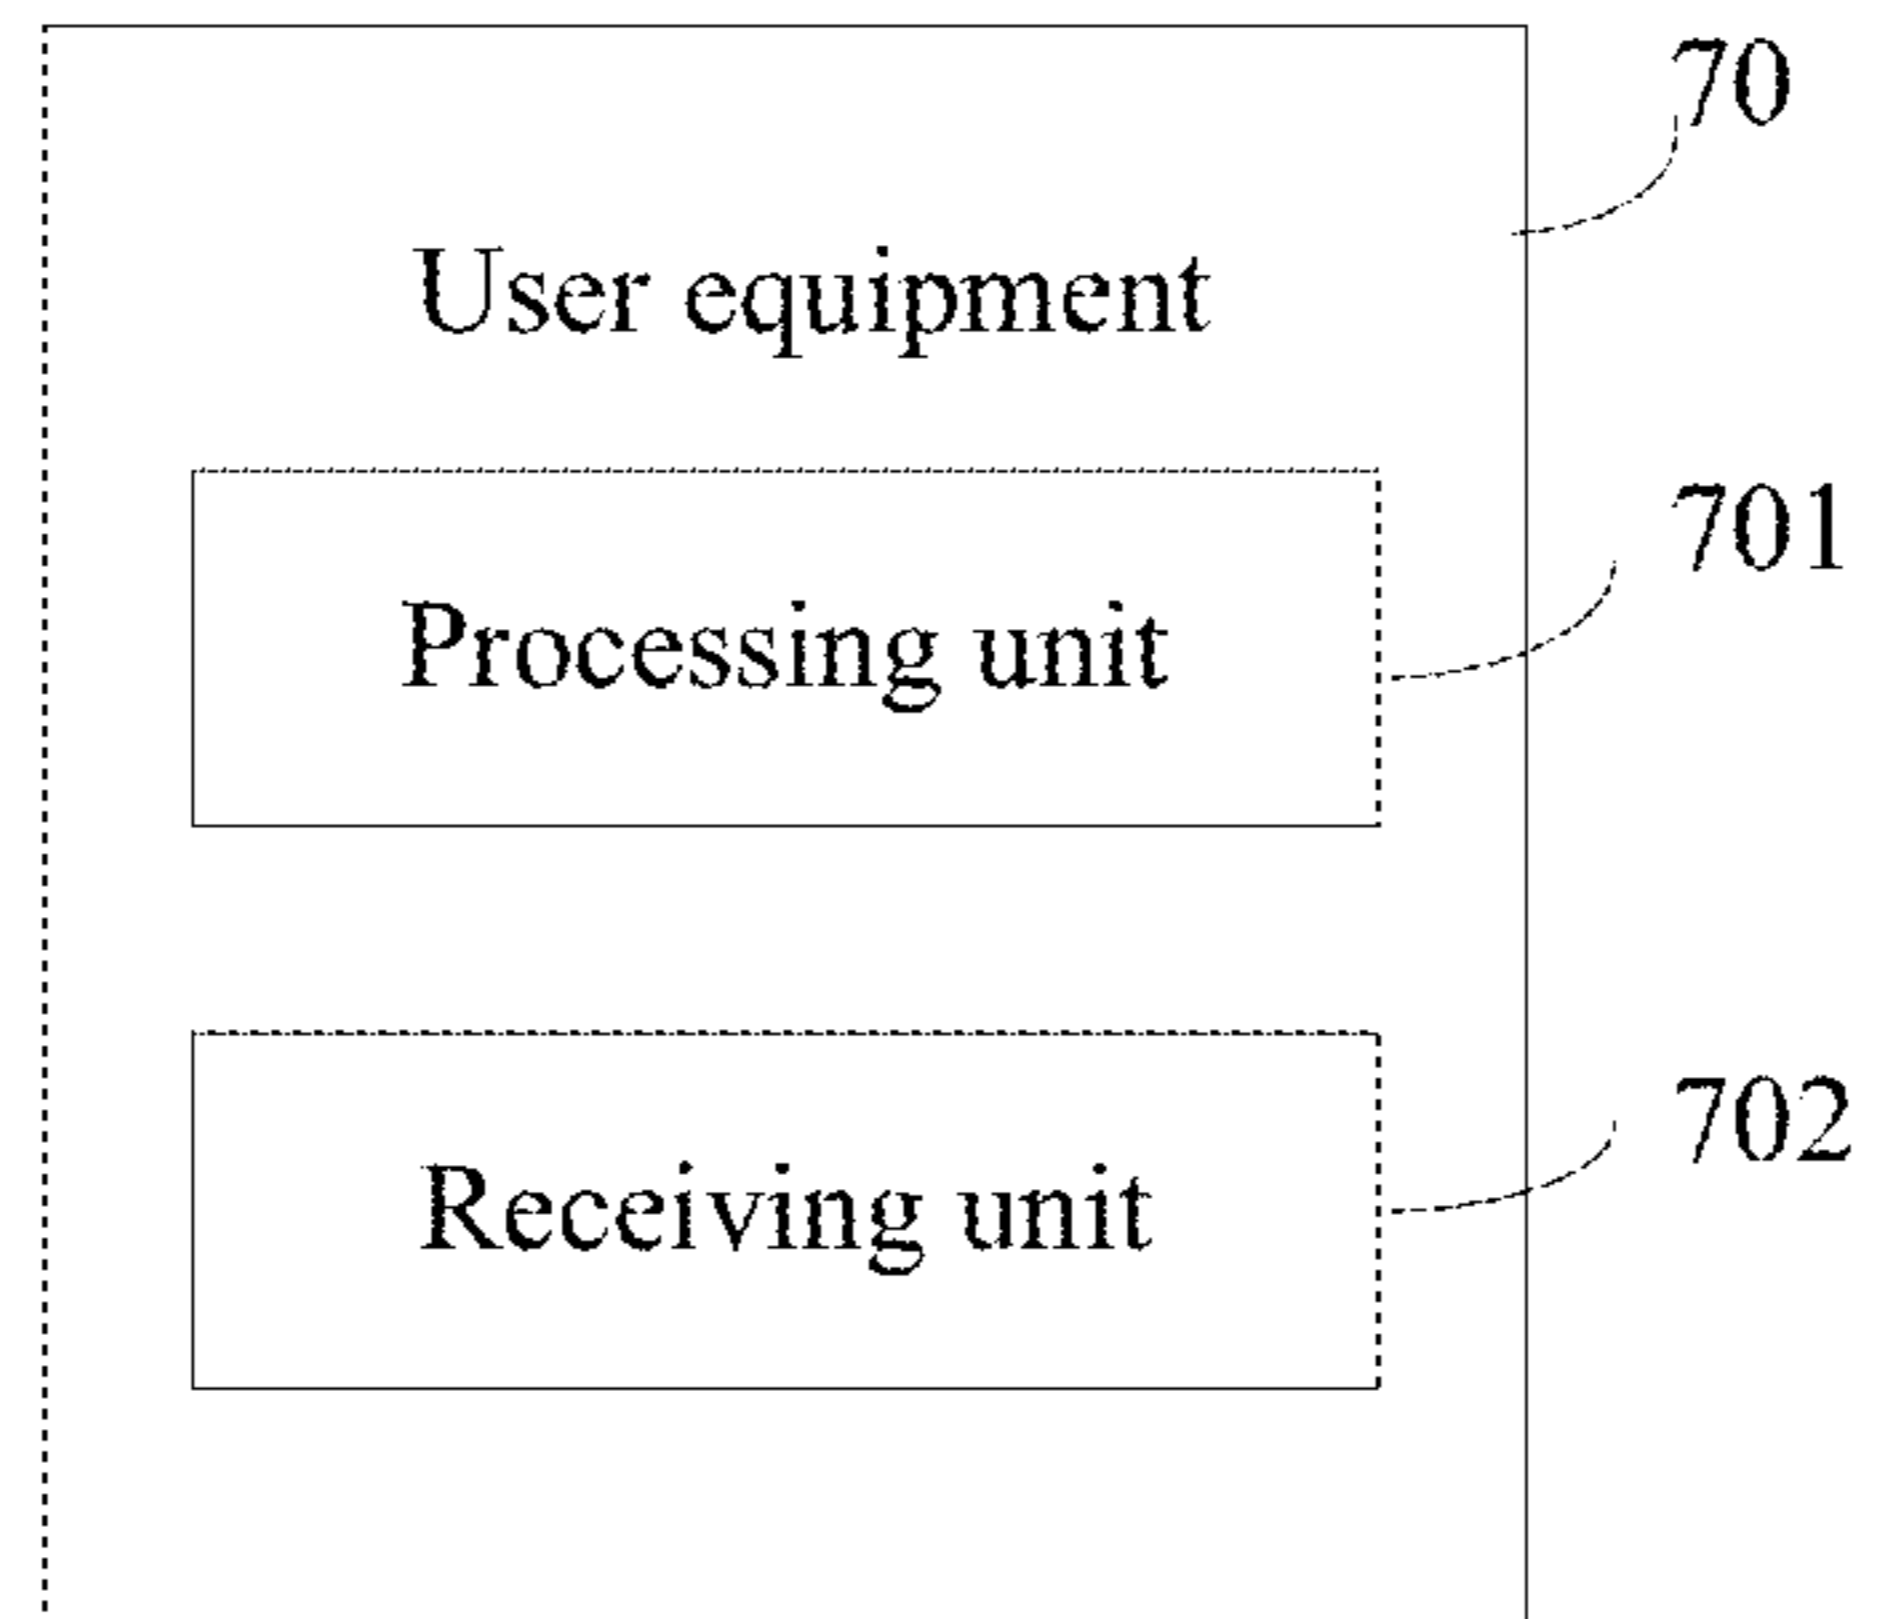 70
User equipment
701
Processing unit
702
Receiving unit